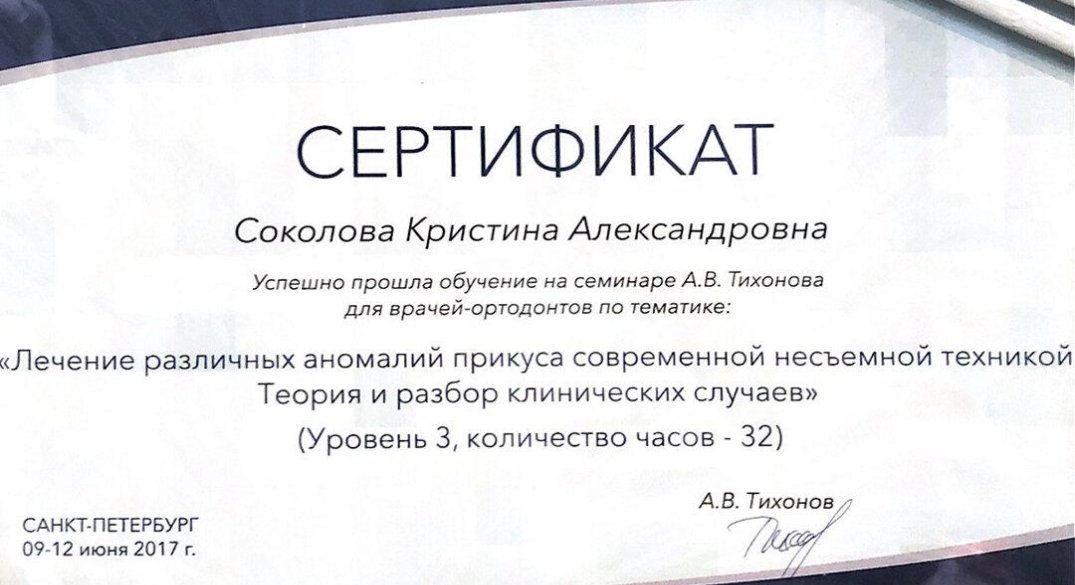 СЕРТИФИКАТ
Соколова Кристина Александровна
Успешно прошла обучение на семинаре А.В. Тихонова
для врачей-ортодонтов по тематике:
«Лечение различных аномалий прикуса современной несъемной техникой
Теория и разбор клинических случаев»
(Уровень 3, количество часов - 32)
А.В. Тихонов
САНКТ-ПЕТЕРБУРГ
09-12 июня 2017 г.